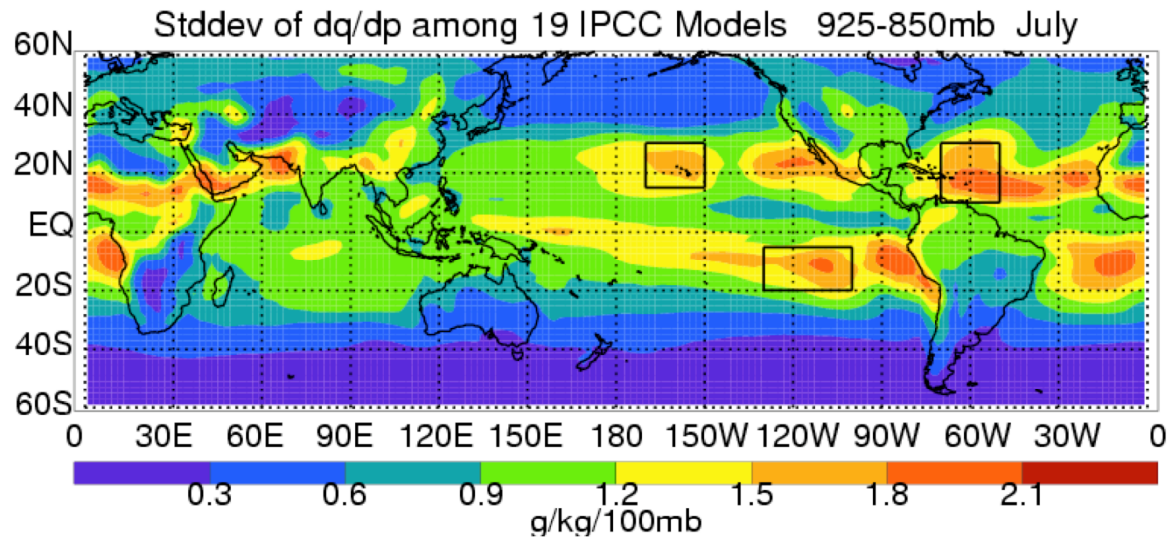 Stddev of dq/dp among 19 IPCC Models 925-850mb July
60N
40N
20N
EQ
20S
40S
60S
0 30E 60E 90E 120E 150E 180 150W 120W 90W 60W 30W 0
0.3 0.6 0.9 1.2 1.5 1.8 2.1
g/kg/100mb